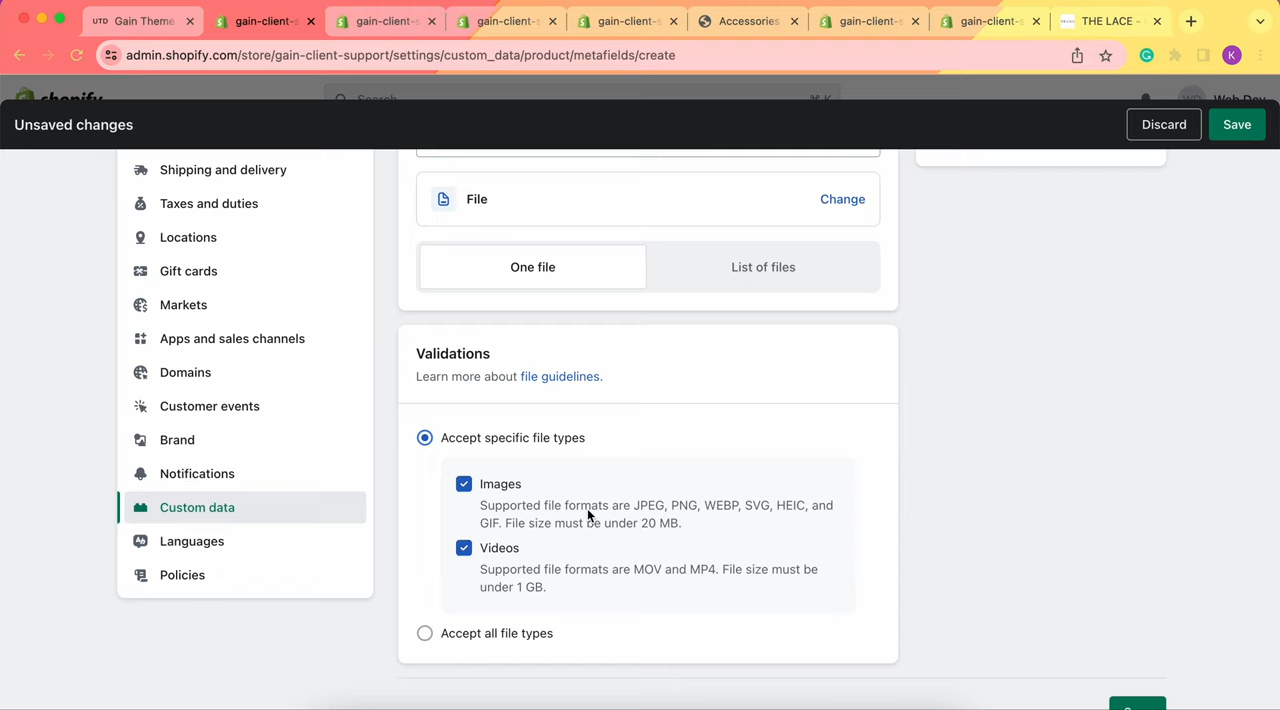 UTD Gain Theme
gain-client-s
gain-client-s
gain-client-s
gain-client-s
Accessories
gain-client-s
gain-client-s
THE LACE –
admin.shopify.com/store/gain-client-support/settings/custom_data/product/metafields/create
K
shopify
Search
⌘ K
WD
Web Dev
Unsaved changes
Discard
Save
Shipping and delivery
Taxes and duties
Locations
Gift cards
Markets
Apps and sales channels
Domains
Customer events
Brand
Notifications
Custom data
Languages
Policies
File
Change
One file
List of files
Validations
Learn more about file guidelines.
Accept specific file types
Images
Supported file formats are JPEG, PNG, WEBP, SVG, HEIC, and
GIF. File size must be under 20 MB.
Videos
Supported file formats are MOV and MP4. File size must be
under 1 GB.
Accept all file types